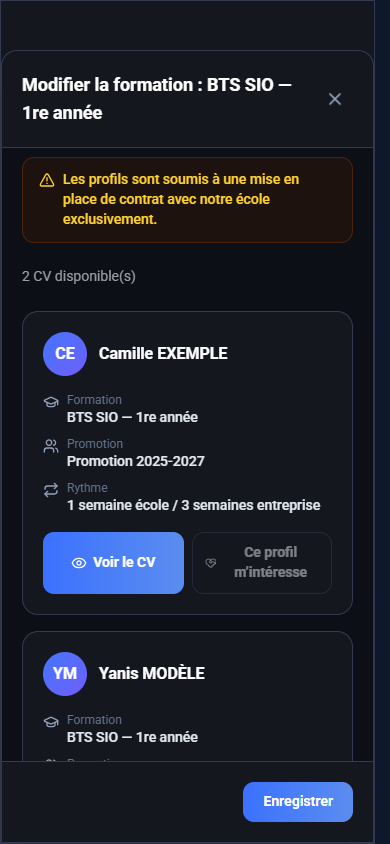 Modifier la formation : BTS SIO —
1re année
Les profils sont soumis à une mise en
place de contrat avec notre école
exclusivement.
2 CV disponible(s)
CE
Camille EXEMPLE
Formation
BTS SIO — 1re année
Promotion
Promotion 2025-2027
Rythme
1 semaine école / 3 semaines entreprise
Voir le CV
Ce profil
m'intéresse
YM
Yanis MODÈLE
Formation
BTS SIO — 1re année
Enregistrer